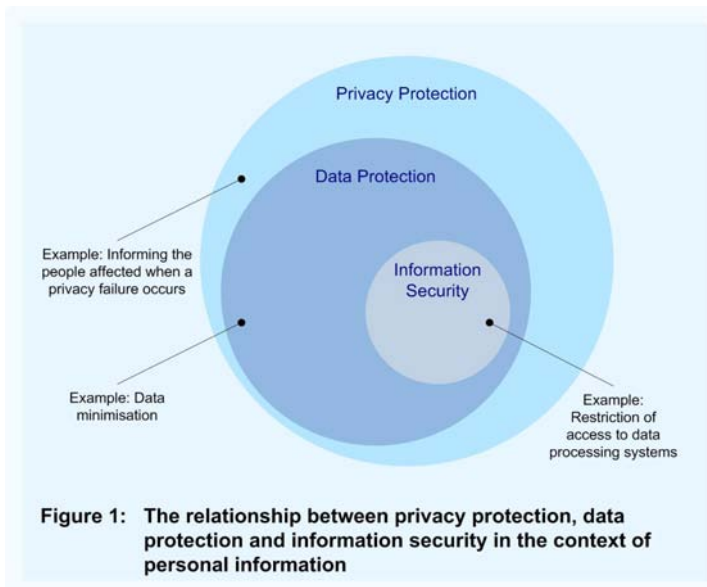 Privacy Protection
Data Protection
Information
Security
Example: Informing the
people affected when a
privacy failure occurs
Example: Data
minimisation
Example:
Restriction of
access to data
processing systems
Figure 1: The relationship between privacy protection, data
protection and information security in the context of
personal information